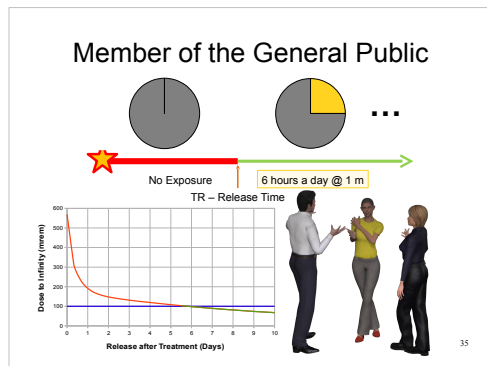 Member of the General Public
...
No Exposure
6 hours a day @ 1 m
TR – Release Time
Dose to Infinity (mrem)
600
500
400
300
200
100
0
0 1 2 3 4 5 6 7 8 9 10
Release after Treatment (Days)
35